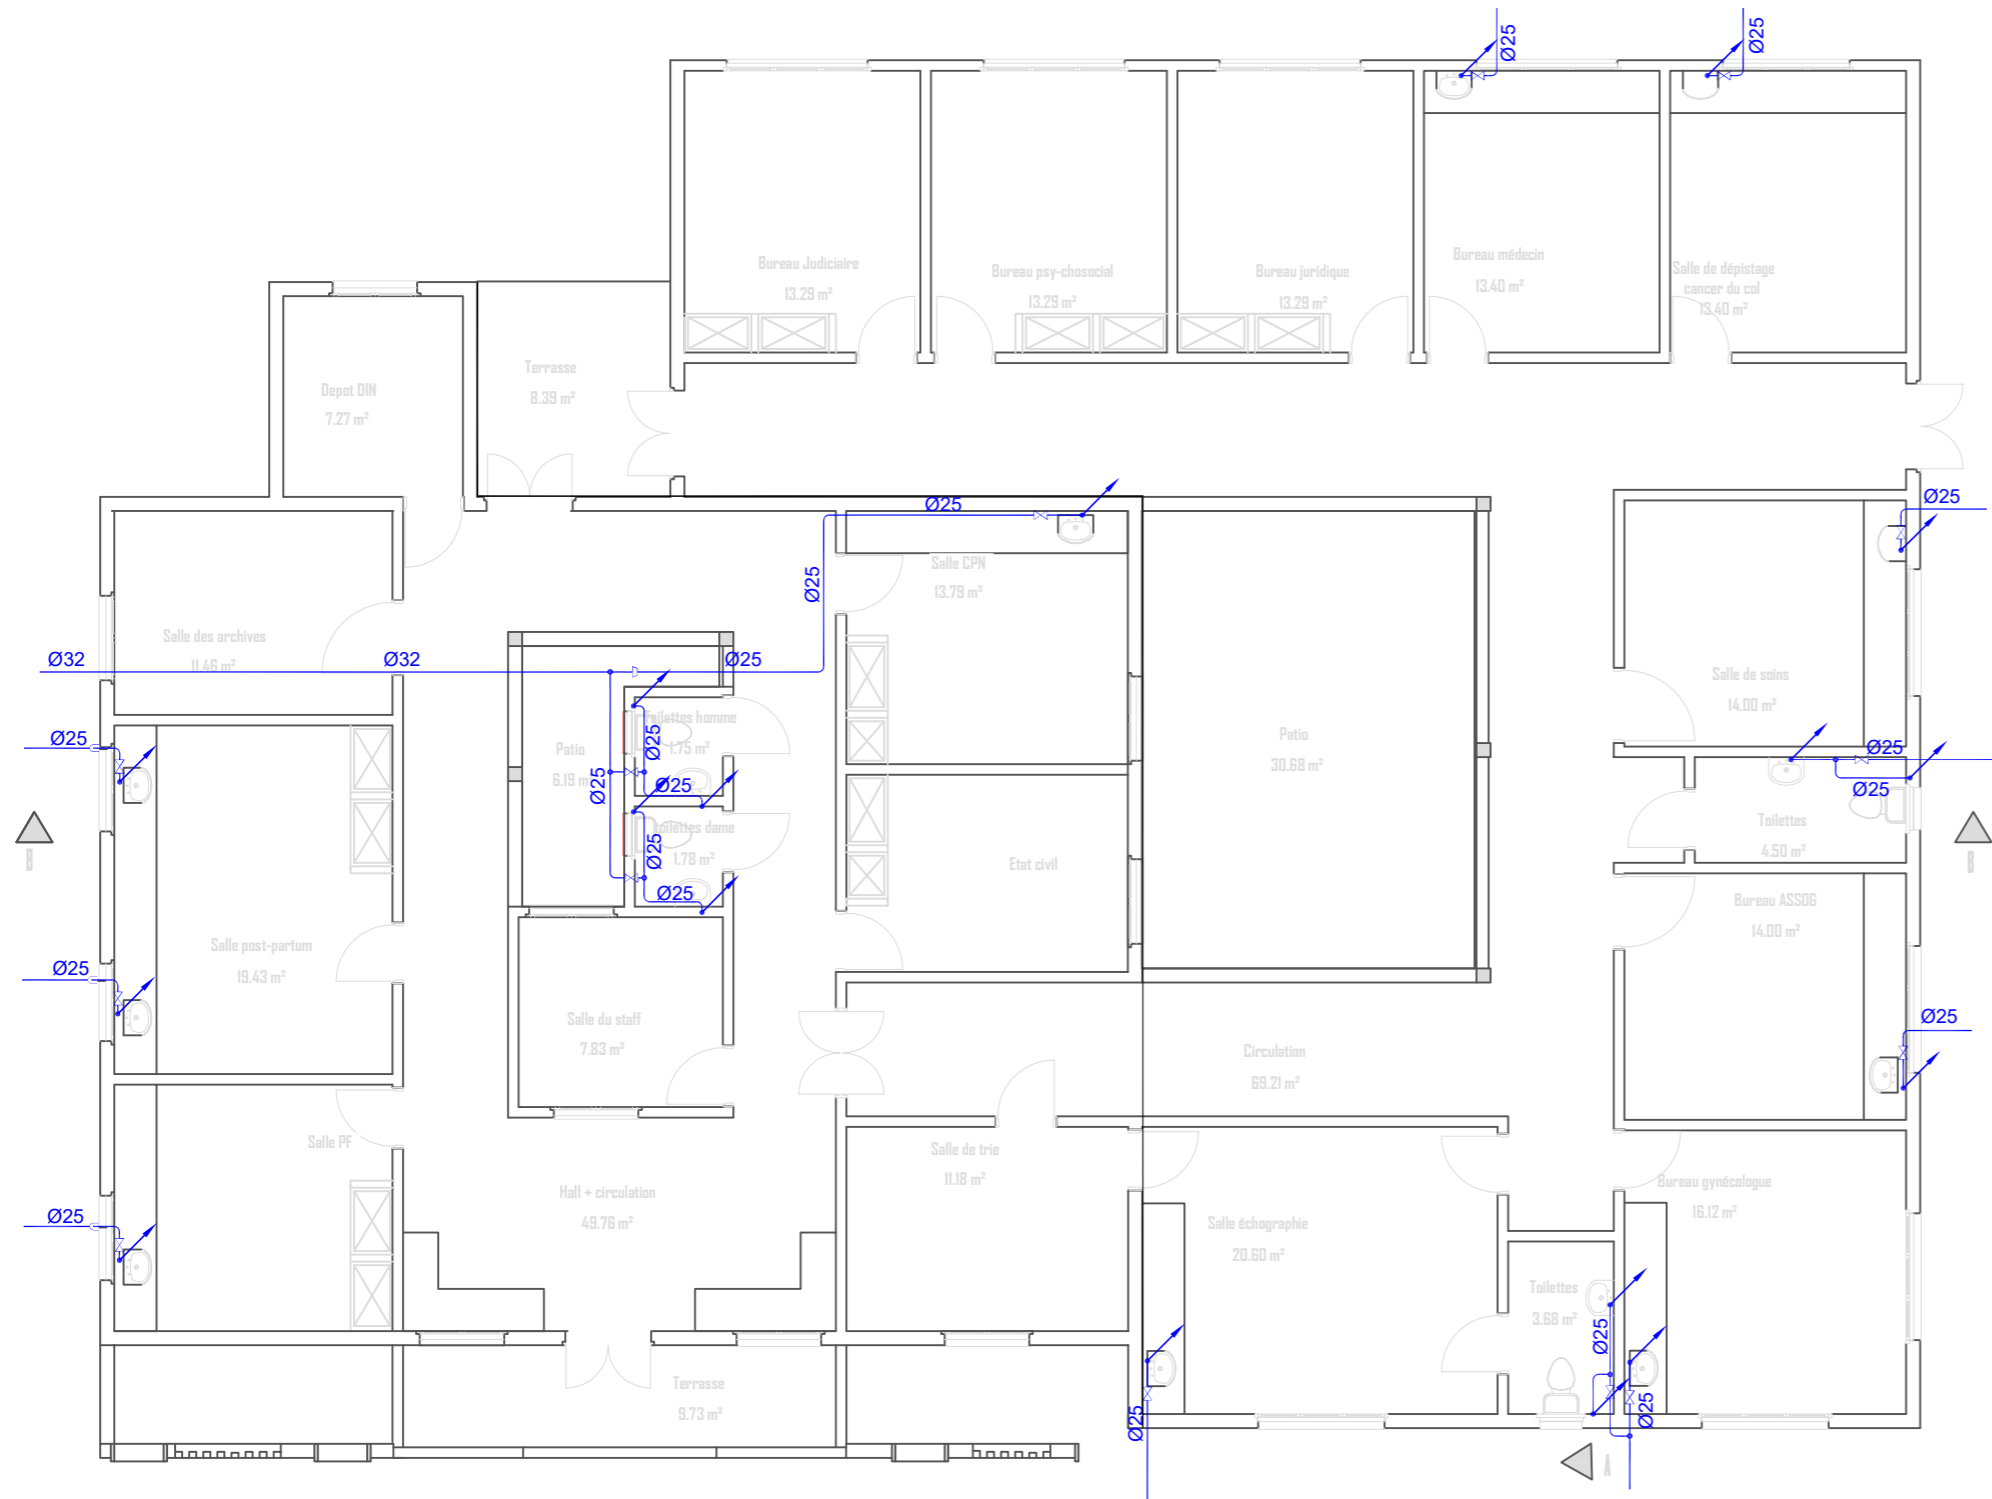 Ø25
Ø25
Bureau Judiciaire
13.29 m²
Bureau psy-chosocial
13.29 m²
Bureau juridique
13.29 m²
Bureau médecin
13.40 m²
Salle de dépistage
cancer du col
13.40 m²
Depot DIN
7.27 m²
Terrasse
8.39 m²
Ø25
Ø25
Ø25
Salle CPN
13.79 m²
Salle des archives
11.46 m²
Ø32
Ø32
Ø25
Salle de soins
14.00 m²
Toilettes homme
1.75 m²
Ø25
Patio
6.19 m²
Ø25
Ø25
Patio
30.68 m²
Ø25
Ø25
Ø25
Toilettes dame
1.78 m²
Ø25
Ø25
Toilettes
4.50 m²
B
B
Etat civil
Bureau ASSOG
14.00 m²
Salle post-partum
19.43 m²
Ø25
Ø25
Salle du staff
7.83 m²
Circulation
69.21 m²
Salle PF
Salle de trie
11.18 m²
Bureau gynécologue
16.12 m²
Hall + circulation
49.76 m²
Ø25
Salle échographie
20.60 m²
Toilettes
3.68 m²
Ø25
Terrasse
9.73 m²
Ø25
Ø25
A